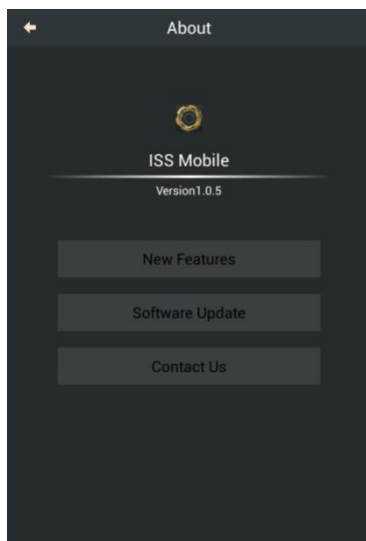 About
ISS Mobile
Version1.0.5
New Features
Software Update
Contact Us